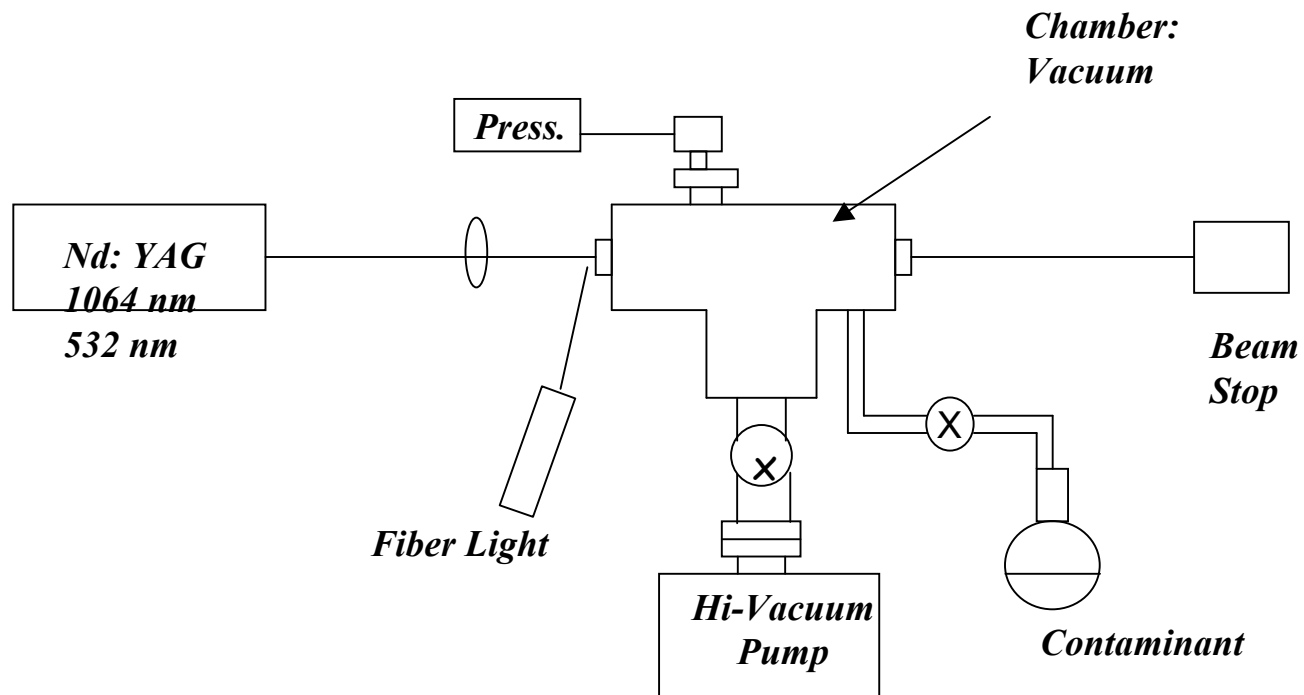 Chamber:
Vacuum
Press.
Nd: YAG
1064 nm
532 nm
Beam
Stop
X
X
Fiber Light
Hi-Vacuum
Pump
Contaminant